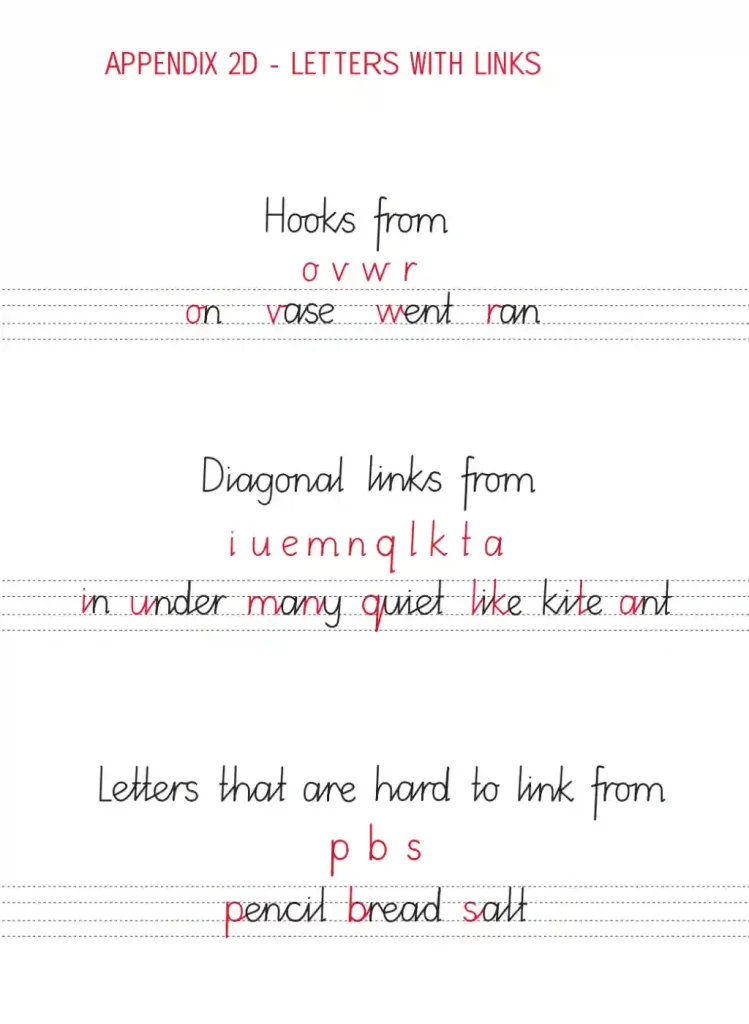 APPENDIX 2D - LETTERS WITH LINKS
Hooks from
o v w r
on vase went ran
Diagonal links from
i u e m n q l k t a
in under many quiet like kite ant
Letters that are hard to link from
p b s
pencil bread salt